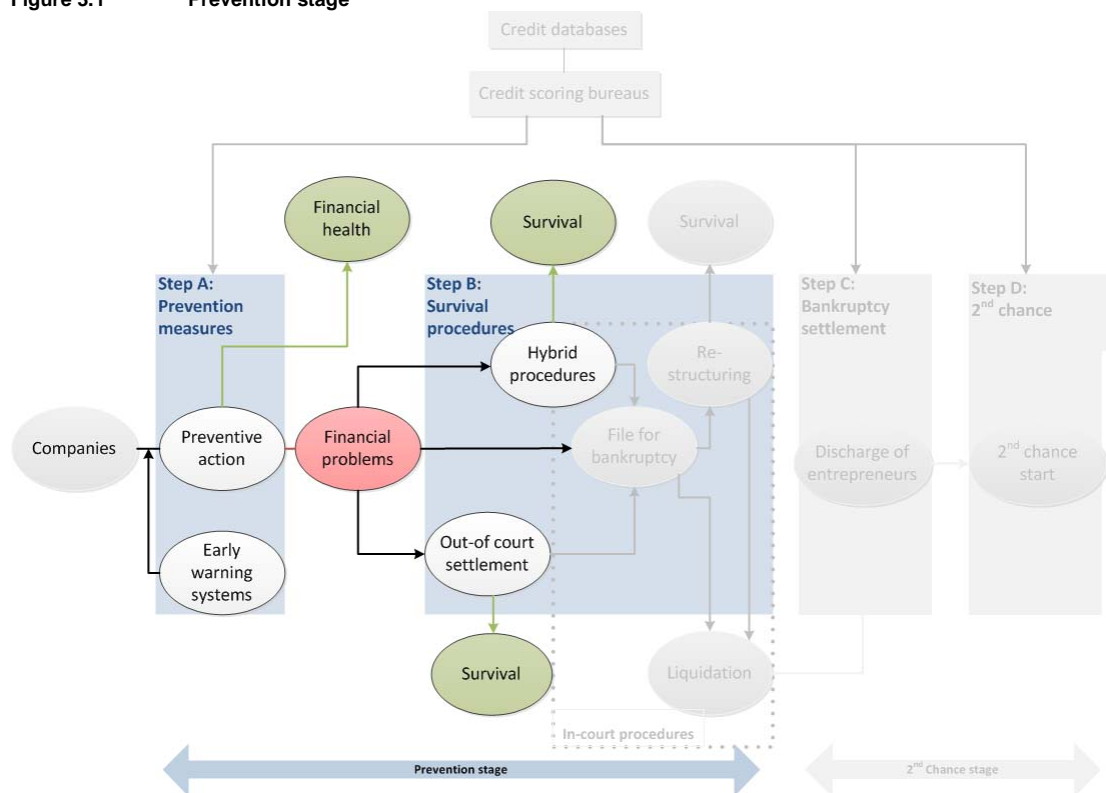 Figure 3.1 Prevention stage
Credit databases
Credit scoring bureaus
Financial
health
Survival
Survival
Step A:
Prevention
measures
Step B:
Survival
procedures
Step C:
Bankruptcy
settlement
Step D:
2nd chance
Hybrid
procedures
Re-
structuring
Companies
Preventive
action
Financial
problems
File for
bankruptcy
Discharge of
entrepreneurs
2nd chance
start
Early
warning
systems
Out-of court
settlement
Survival
Liquidation
In-court procedures
Prevention stage
2nd Chance stage